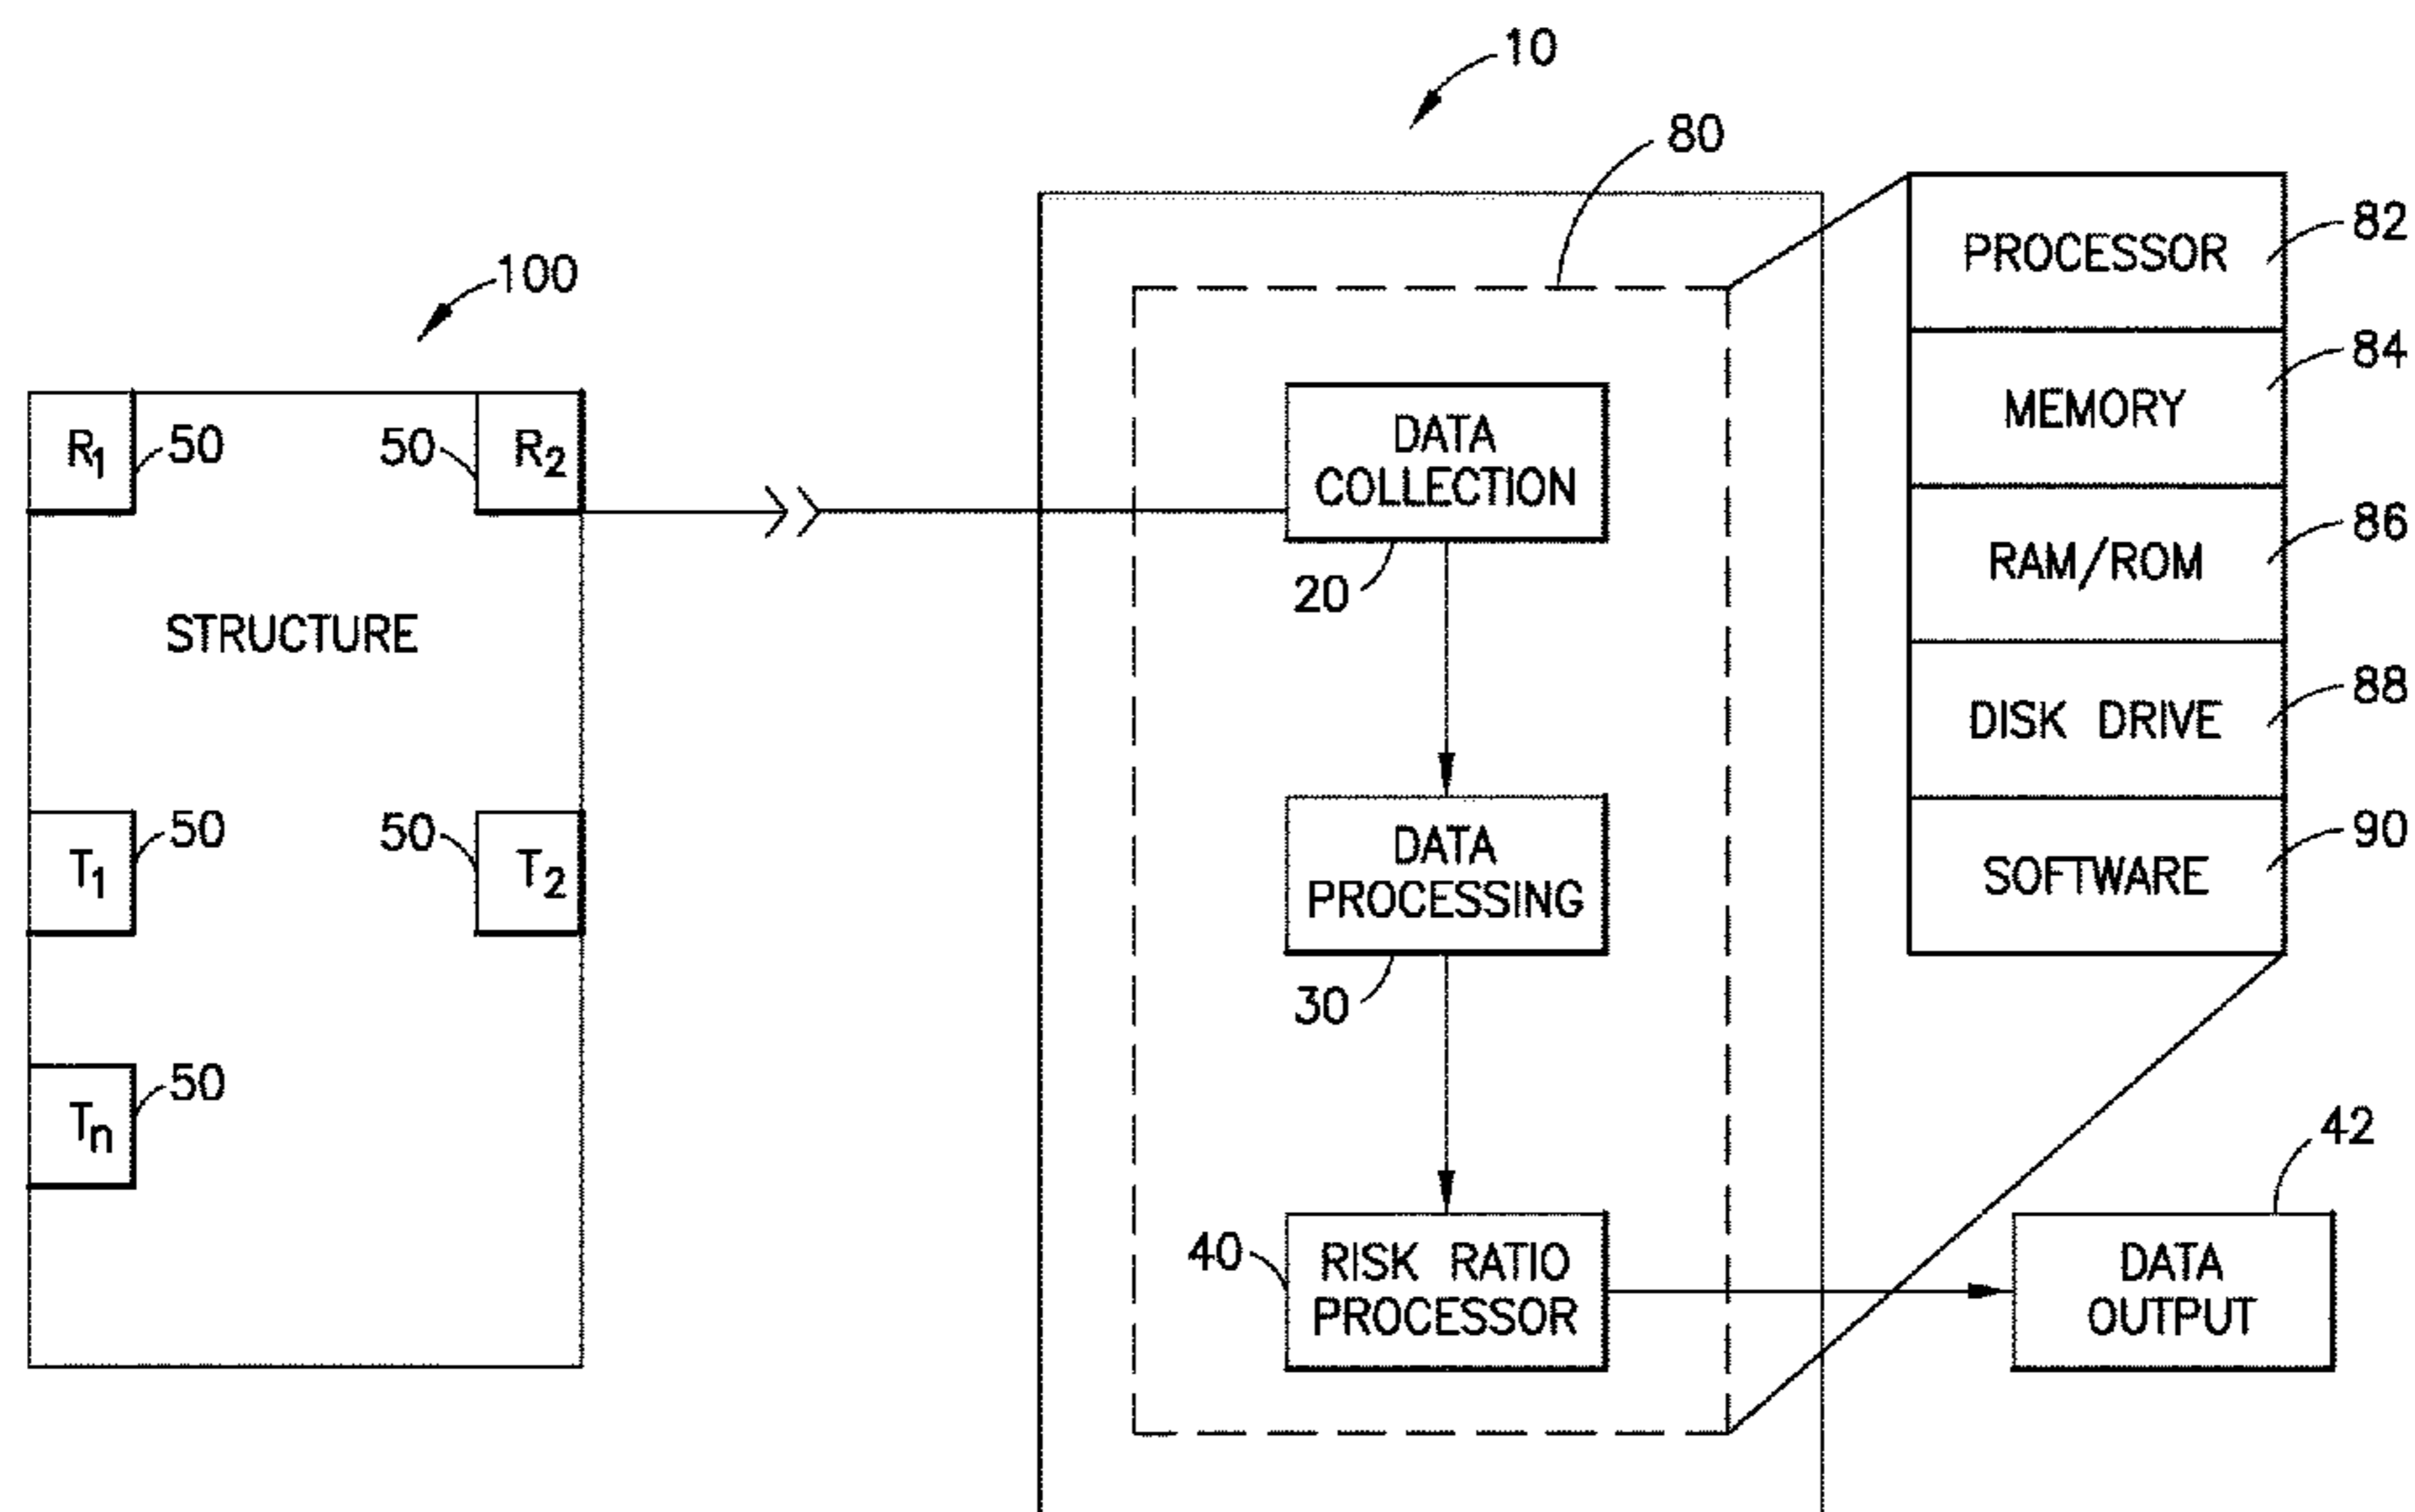 10
80
100
PROCESSOR
82
MEMORY
84
RAM/ROM
86
DISK DRIVE
88
SOFTWARE
90
R1
50
50
R2
STRUCTURE
T1
50
50
T2
Tn
50
DATA
COLLECTION
20
DATA
PROCESSING
30
40
RISK RATIO
PROCESSOR
42
DATA
OUTPUT